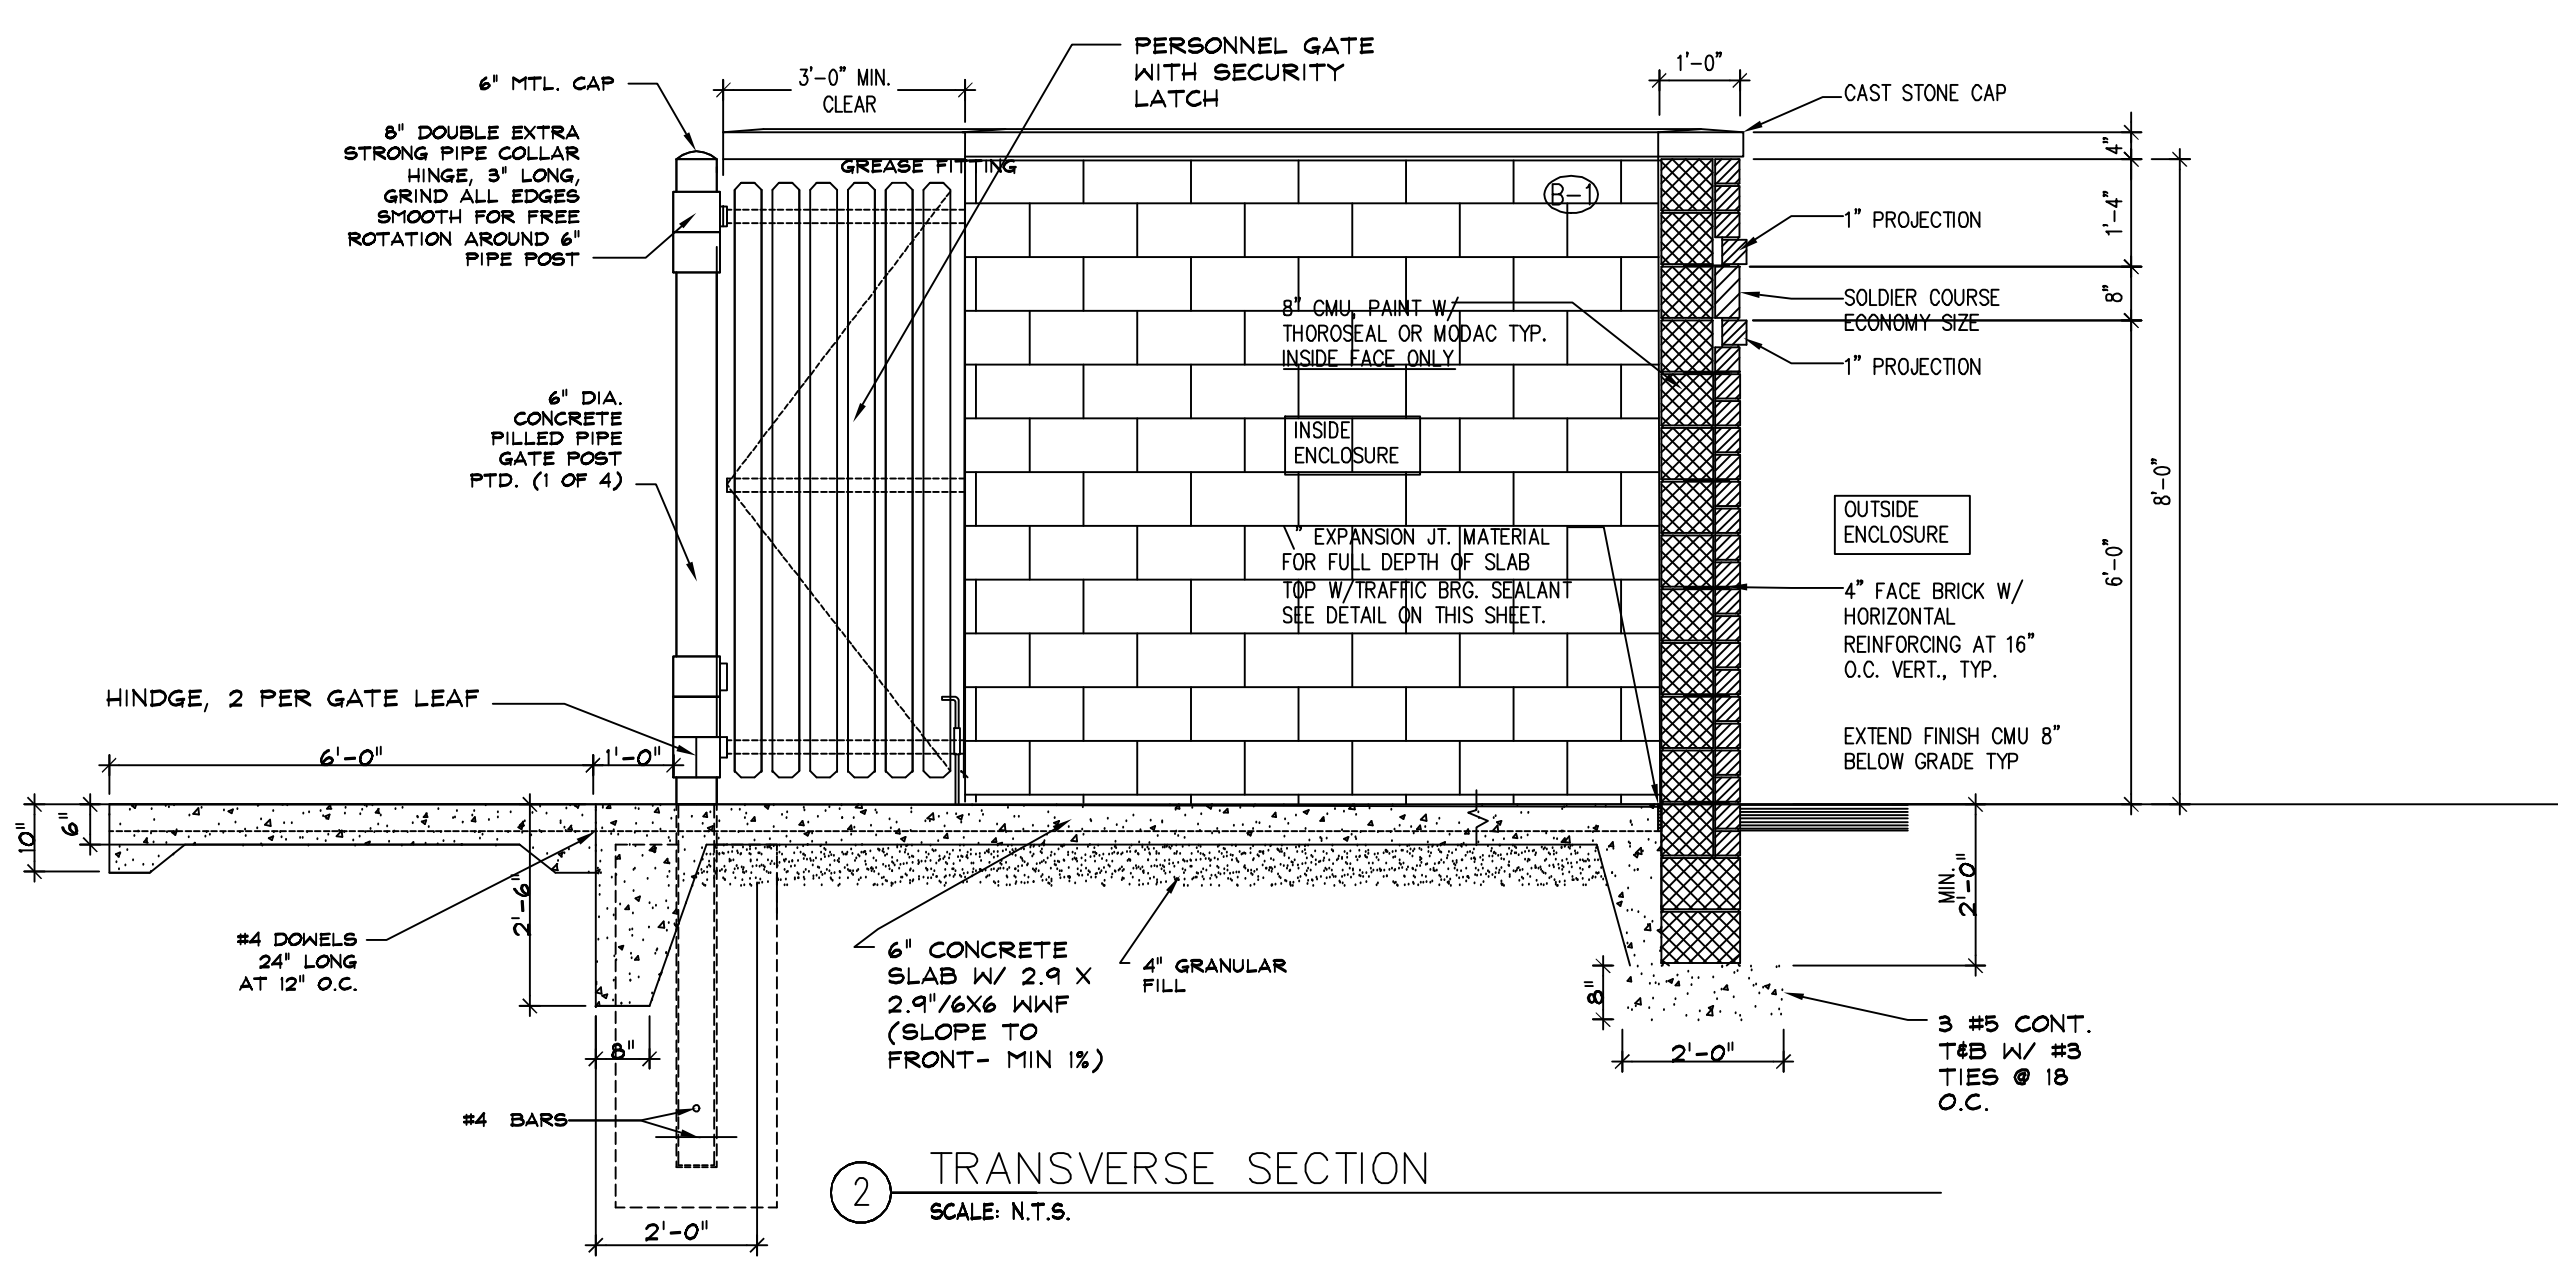 PERSONNEL GATE
WITH SECURITY
LATCH
3'-0" MIN.
CLEAR
6" MTL. CAP
8" DOUBLE EXTRA
STRONG PIPE COLLAR
HINGE, 3" LONG,
GRIND ALL EDGES
SMOOTH FOR FREE
ROTATION AROUND 6"
PIPE POST
GREASE FITTING
1'-0"
CAST STONE CAP
4"
B-1
1" PROJECTION
1'-4"
SOLDIER COURSE
ECONOMY SIZE
8"
1" PROJECTION
8" CMU, PAINT W/
THOROSEAL OR MODAC TYP.
INSIDE FACE ONLY
6" DIA.
CONCRETE
PILLED PIPE
GATE POST
PTD. (1 OF 4)
INSIDE
ENCLOSURE
8'-0"
OUTSIDE
ENCLOSURE
" EXPANSION JT. MATERIAL
FOR FULL DEPTH OF SLAB
TOP W/TRAFFIC BRG. SEALANT
SEE DETAIL ON THIS SHEET.
6'-0"
4" FACE BRICK W/
HORIZONTAL
REINFORCING AT 16"
O.C. VERT., TYP.
HINDGE, 2 PER GATE LEAF
EXTEND FINISH CMU 8"
BELOW GRADE TYP
6'-0"
1'-0"
10"
6"
2'-6"
MIN.
2'-0"
#4 DOWELS
24" LONG
AT 12" O.C.
6" CONCRETE
SLAB W/ 2.9 X
2.9"/6X6 WWF
(SLOPE TO
FRONT- MIN 1%)
4" GRANULAR
FILL
8"
8"
2'-0"
3 #5 CONT.
T&B W/ #3
TIES @ 18
O.C.
#4 BARS
2'-0"
2
TRANSVERSE SECTION
SCALE: N.T.S.